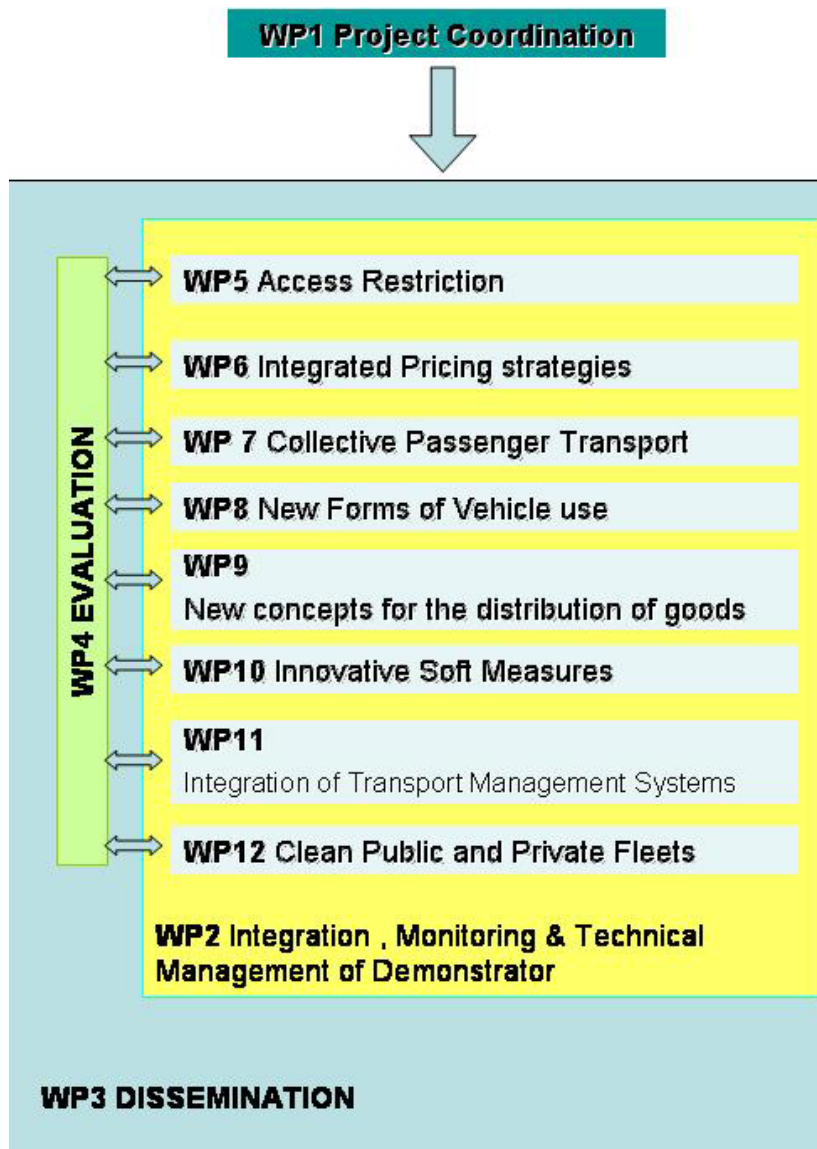 WP1 Project Coordination
WP4 EVALUATION
WP5 Access Restriction
WP6 Integrated Pricing strategies
WP 7 Collective Passenger Transport
WP8 New Forms of Vehicle use
WP9
New concepts for the distribution of goods
WP10 Innovative Soft Measures
WP11
Integration of Transport Management Systems
WP12 Clean Public and Private Fleets
WP2 Integration , Monitoring & Technical
Management of Demonstrator
WP3 DISSEMINATION